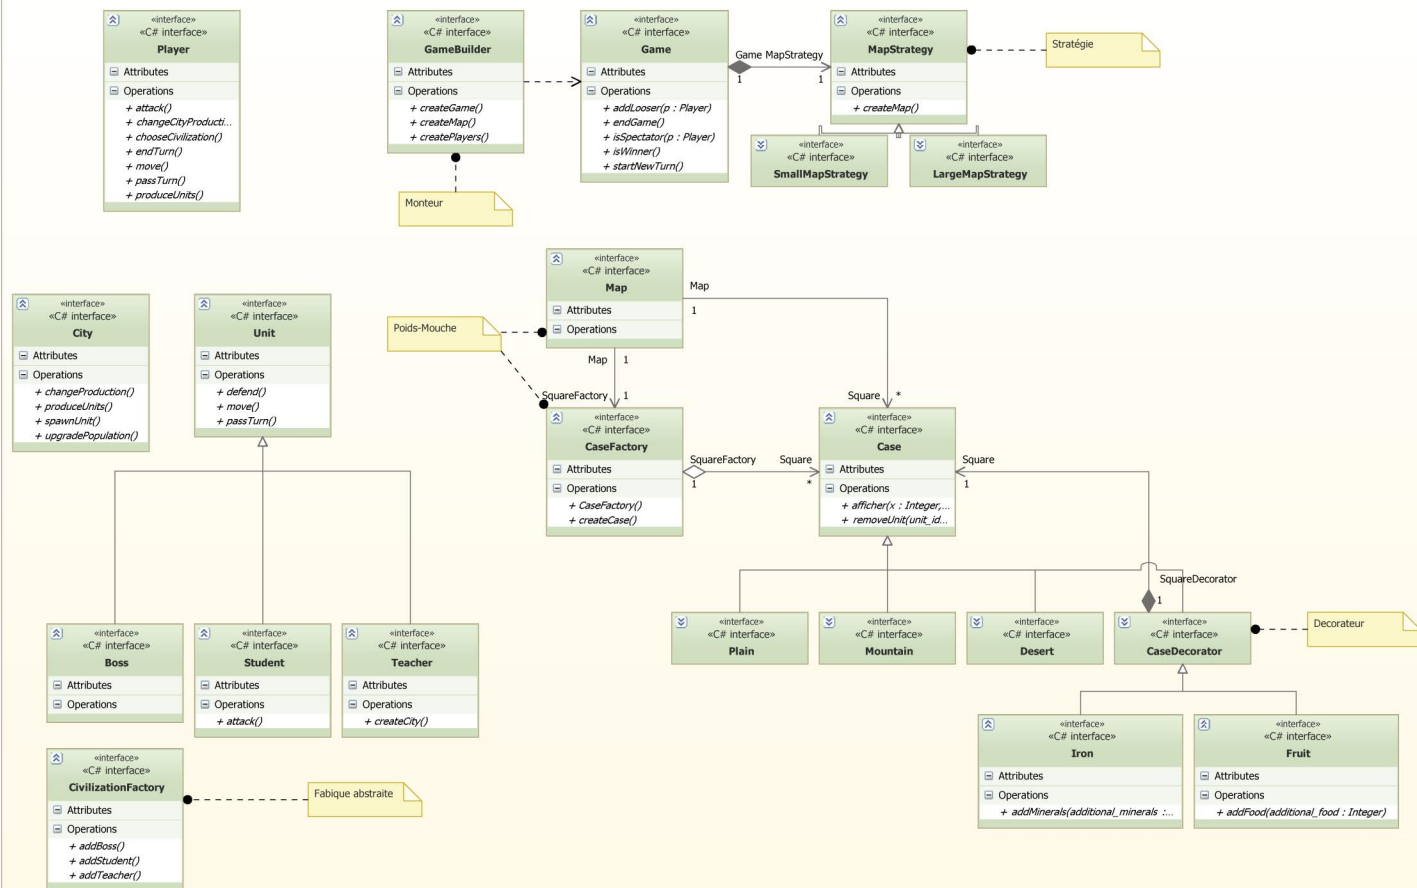 «interface»
«C# interface»
Player
Attributes
Operations
+ attack()
+ changeCityProducti...
+ chooseCivilization()
+ endTurn()
+ move()
+ passTurn()
+ produceUnits()
«interface»
«C# interface»
GameBuilder
Attributes
Operations
+ createGame()
+ createMap()
+ createPlayers()
Monteur
«interface»
«C# interface»
Game
Attributes
Operations
+ addLooser(p : Player)
+ endGame()
+ isSpectator(p : Player)
+ isWinner()
+ startNewTurn()
Game MapStrategy
1 1
«interface»
«C# interface»
MapStrategy
Attributes
Operations
+ createMap()
Stratégie
«interface»
«C# interface»
SmallMapStrategy
«interface»
«C# interface»
LargeMapStrategy
«interface»
«C# interface»
City
Attributes
Operations
+ changeProduction()
+ produceUnits()
+ spawnUnit()
+ upgradePopulation()
«interface»
«C# interface»
Unit
Attributes
Operations
+ defend()
+ move()
+ passTurn()
Poids-Mouche
«interface»
«C# interface»
Map
Attributes
Operations
Map
1
Map 1
SquareFactory 1
Square *
«interface»
«C# interface»
CaseFactory
Attributes
Operations
+ CaseFactory()
+ createCase()
SquareFactory Square
1 *
«interface»
«C# interface»
Case
Attributes
Operations
+ afficher(x : Integer,...
+ removeUnit(unit_id...
Square
1
SquareDecorator
1
«interface»
«C# interface»
Boss
Attributes
Operations
«interface»
«C# interface»
Student
Attributes
Operations
+ attack()
«interface»
«C# interface»
Teacher
Attributes
Operations
+ createCity()
«interface»
«C# interface»
Plain
«interface»
«C# interface»
Mountain
«interface»
«C# interface»
Desert
«interface»
«C# interface»
CaseDecorator
Decorateur
«interface»
«C# interface»
Iron
Attributes
Operations
+ addMinerals(additional_minerals :...
«interface»
«C# interface»
Fruit
Attributes
Operations
+ addFood(additional_food : Integer)
«interface»
«C# interface»
CivilizationFactory
Attributes
Operations
+ addBoss()
+ addStudent()
+ addTeacher()
Fabique abstraite